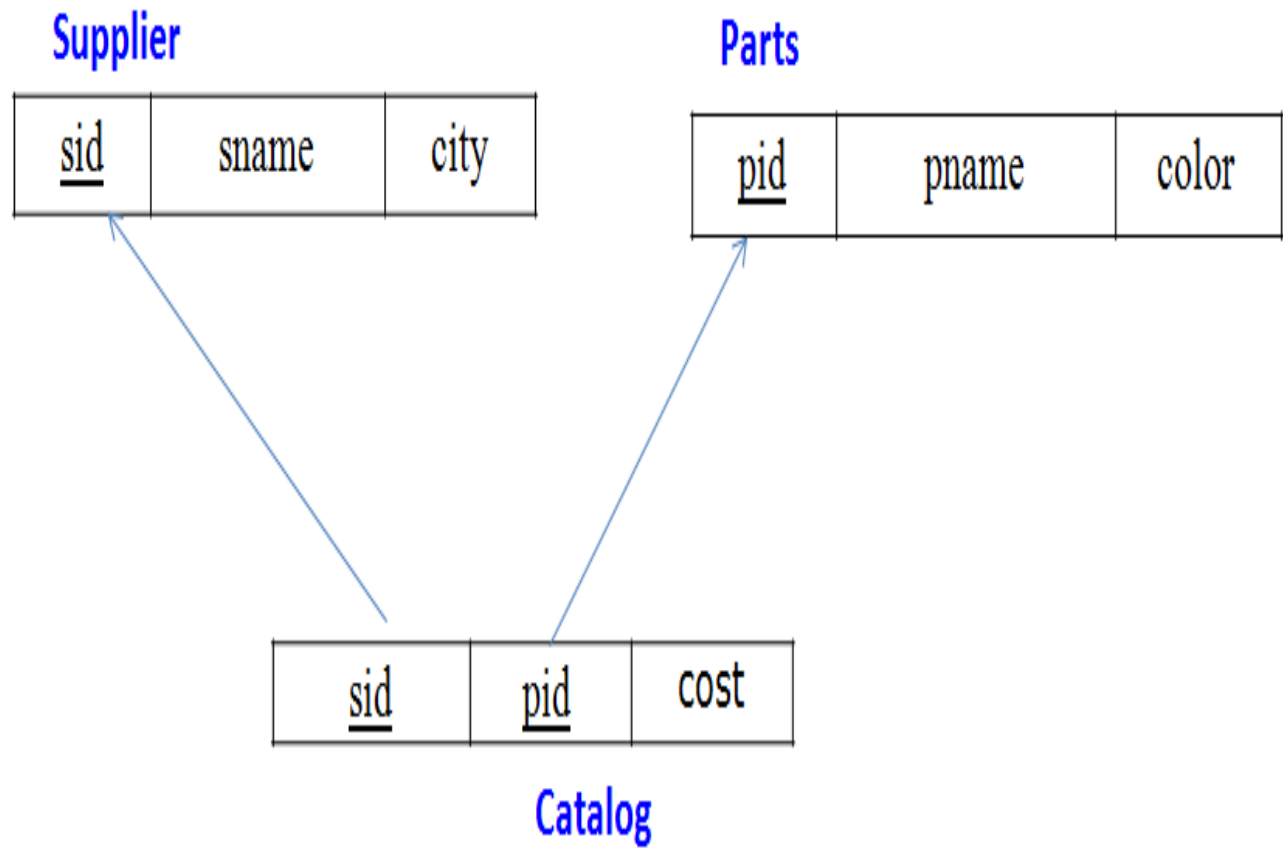 Supplier
Parts
sid sname city
pid pname color
sid pid cost
Catalog